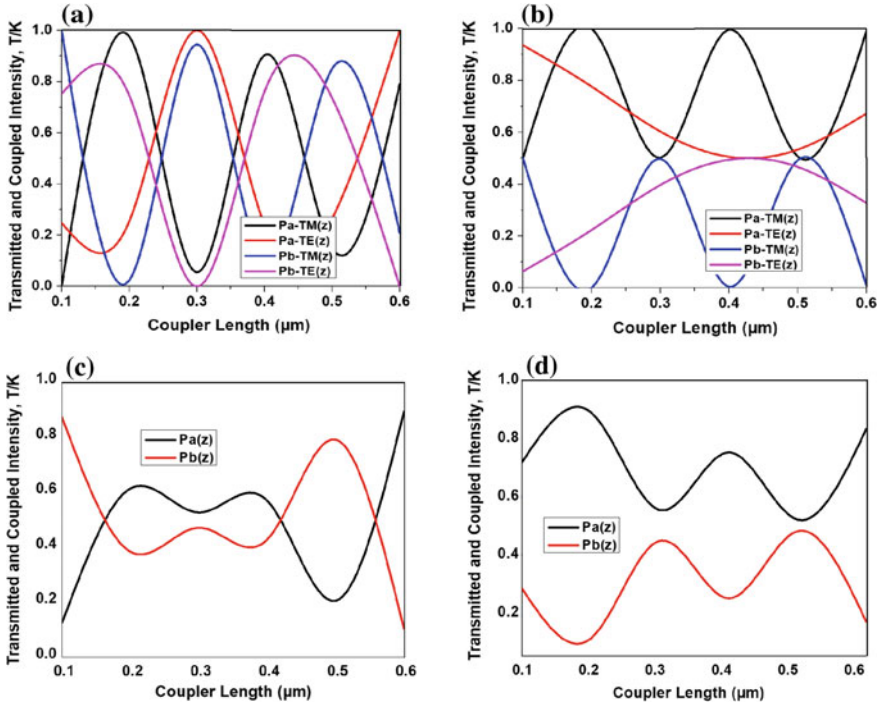 (a)
Transmitted and Coupled Intensity, T/K
1.0
0.8
0.6
0.4
0.2
0.0
Pa-TM(z)
Pa-TE(z)
Pb-TM(z)
Pb-TE(z)
0.1 0.2 0.3 0.4 0.5 0.6
Coupler Length (μm)
(b)
Transmitted and Coupled Intensity, T/K
1.0
0.8
0.6
0.4
0.2
0.0
Pa-TM(z)
Pa-TE(z)
Pb-TM(z)
Pb-TE(z)
0.1 0.2 0.3 0.4 0.5 0.6
Coupler Length (μm)
(c)
Transmitted and Coupled Intensity, T/K
1.0
0.8
0.6
0.4
0.2
0.0
Pa(z)
Pb(z)
0.1 0.2 0.3 0.4 0.5 0.6
Coupler Length (μm)
(d)
Transmitted and Coupled Intensity, T/K
1.0
0.8
0.6
0.4
0.2
Pa(z)
Pb(z)
0.1 0.2 0.3 0.4 0.5 0.6
Coupler Length (μm)